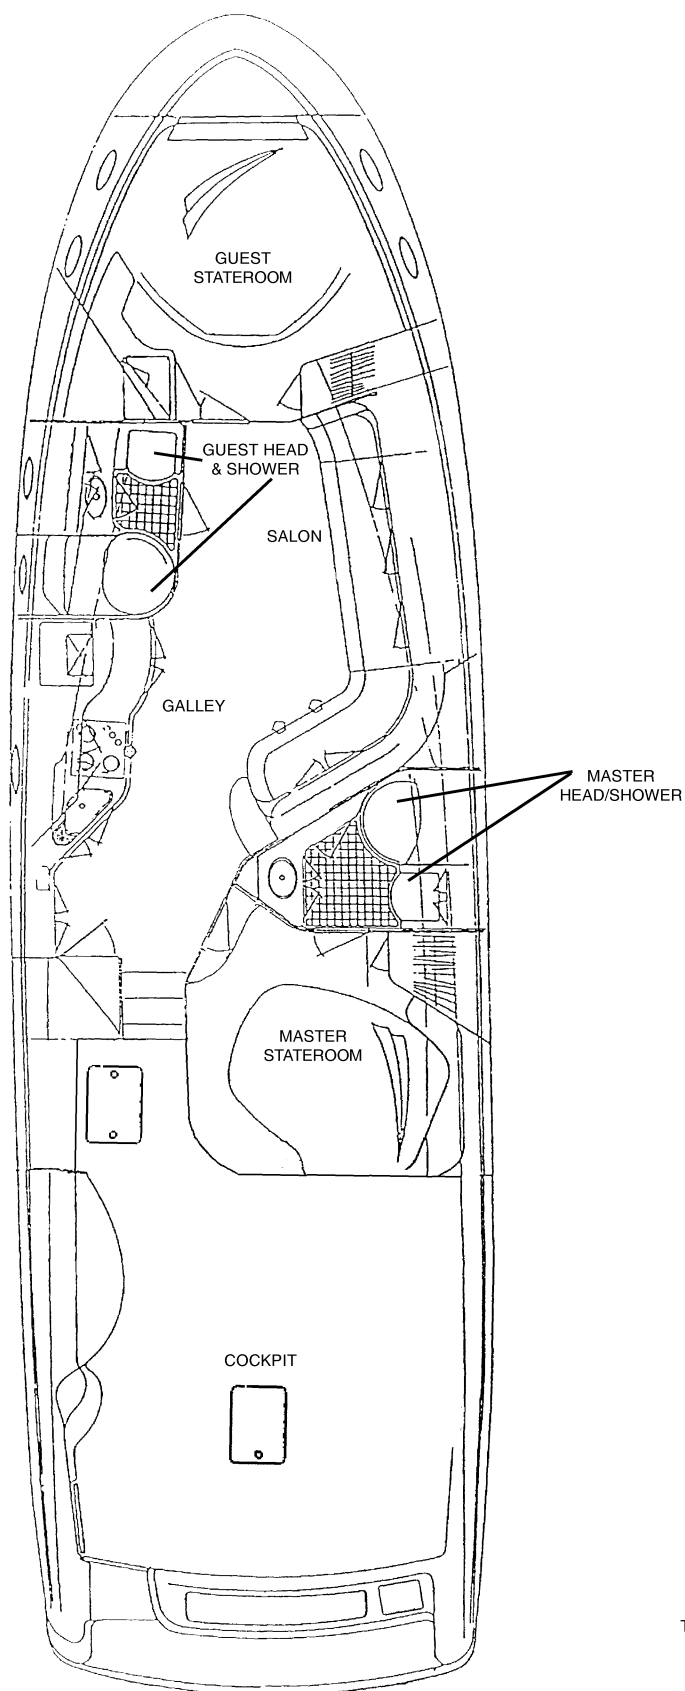 GUEST
STATEROOM
GUEST HEAD
& SHOWER
SALON
GALLEY
MASTER
HEAD/SHOWER
MASTER
STATEROOM
COCKPIT
T